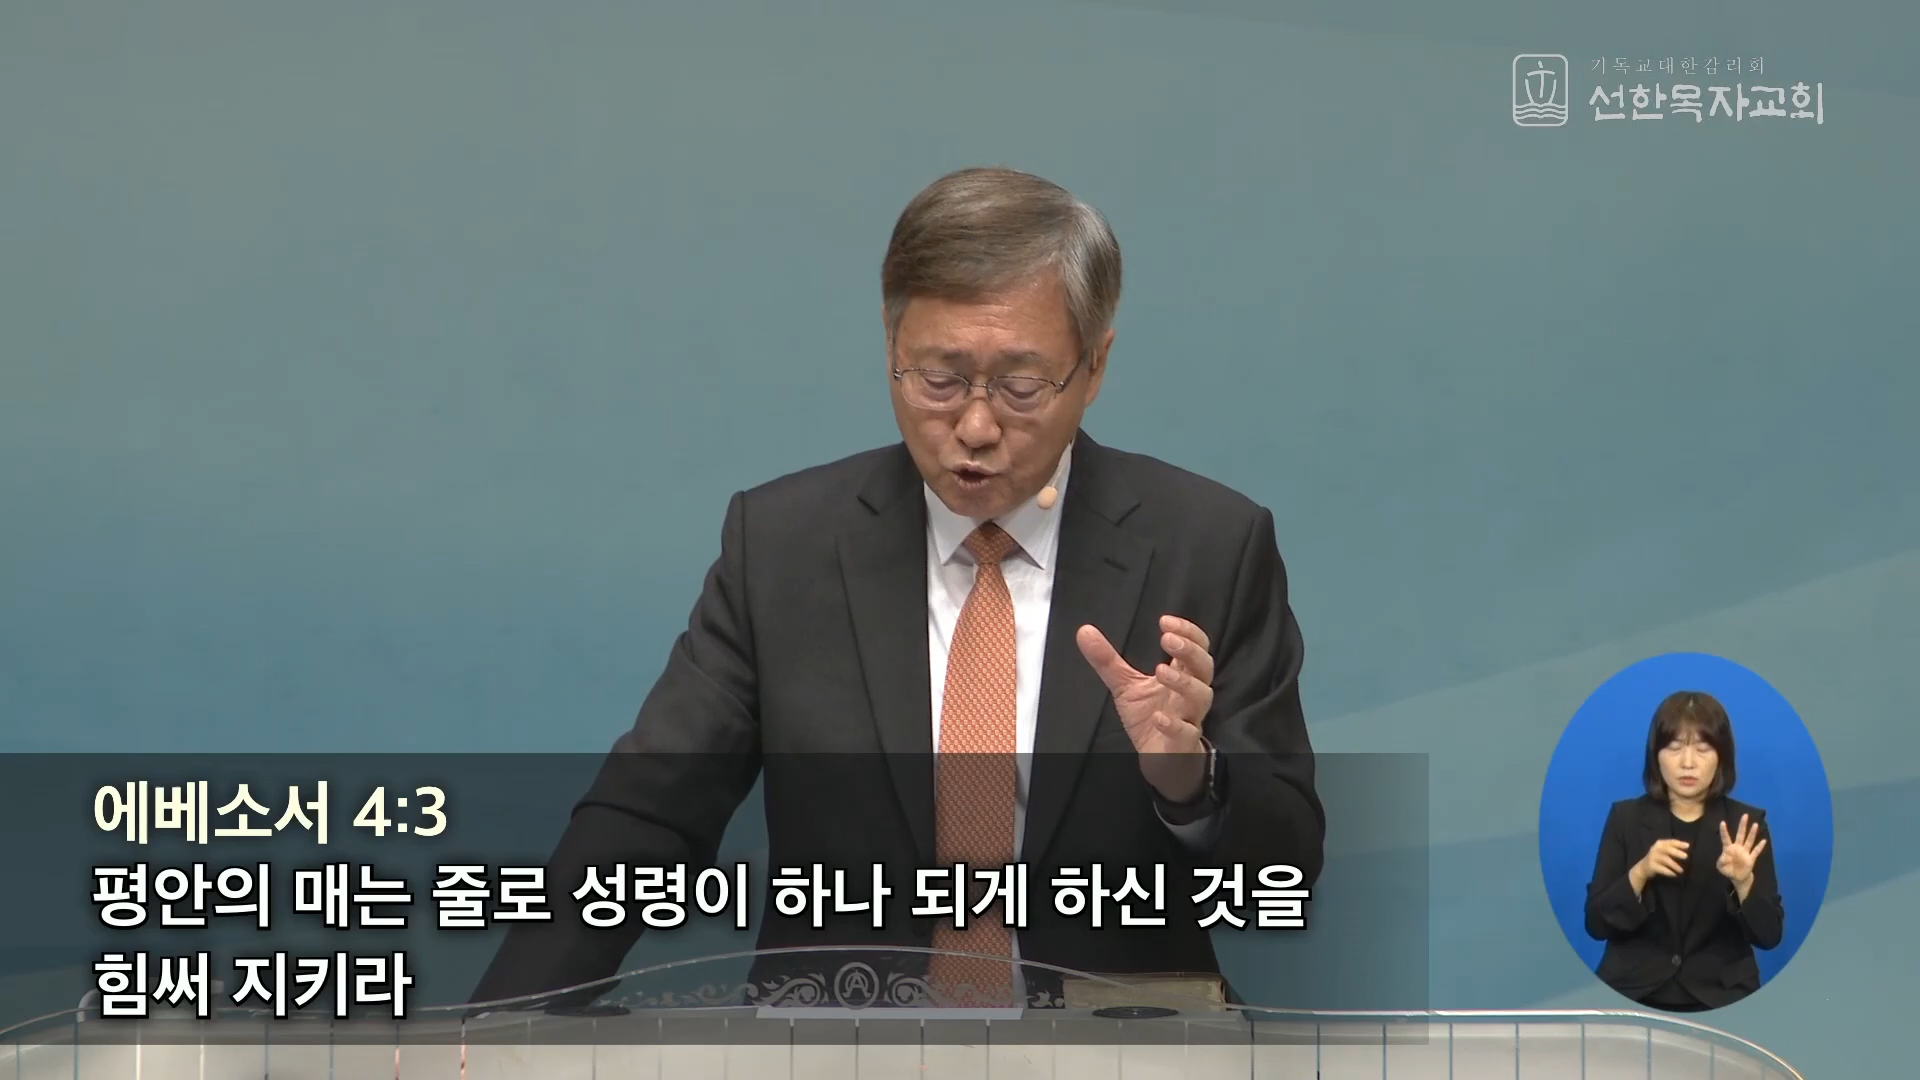 기독교대한감리회
선한목자교회
에베소서 4:3
평안의 매는 줄로 성령이 하나 되게 하신 것을
힘써 지키라